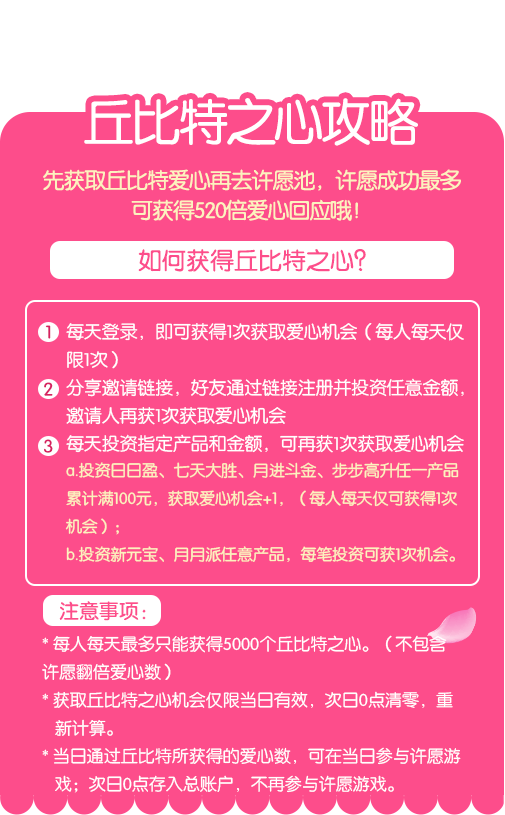 丘比特之心攻略
先获取丘比特爱心再去许愿池，许愿成功最多
可获得520倍爱心回应哦！
如何获得丘比特之心？
1 每天登录，即可获得1次获取爱心机会（每人每天仅
限1次）
2 分享邀请链接，好友通过链接注册并投资任意金额，
邀请人再获1次获取爱心机会
3 每天投资指定产品和金额，可再获1次获取爱心机会
a.投资日日盈、七天大胜、月进斗金、步步高升任一产品
累计满100元，获取爱心机会+1，（每人每天仅可获得1次
机会）；
b.投资新元宝、月月派任意产品，每笔投资可获1次机会。
注意事项：
* 每人每天最多只能获得5000个丘比特之心。（不包含
许愿翻倍爱心数）
* 获取丘比特之心机会仅限当日有效，次日0点清零，重
新计算。
* 当日通过丘比特所获得的爱心数，可在当日参与许愿游
戏；次日0点存入总账户，不再参与许愿游戏。